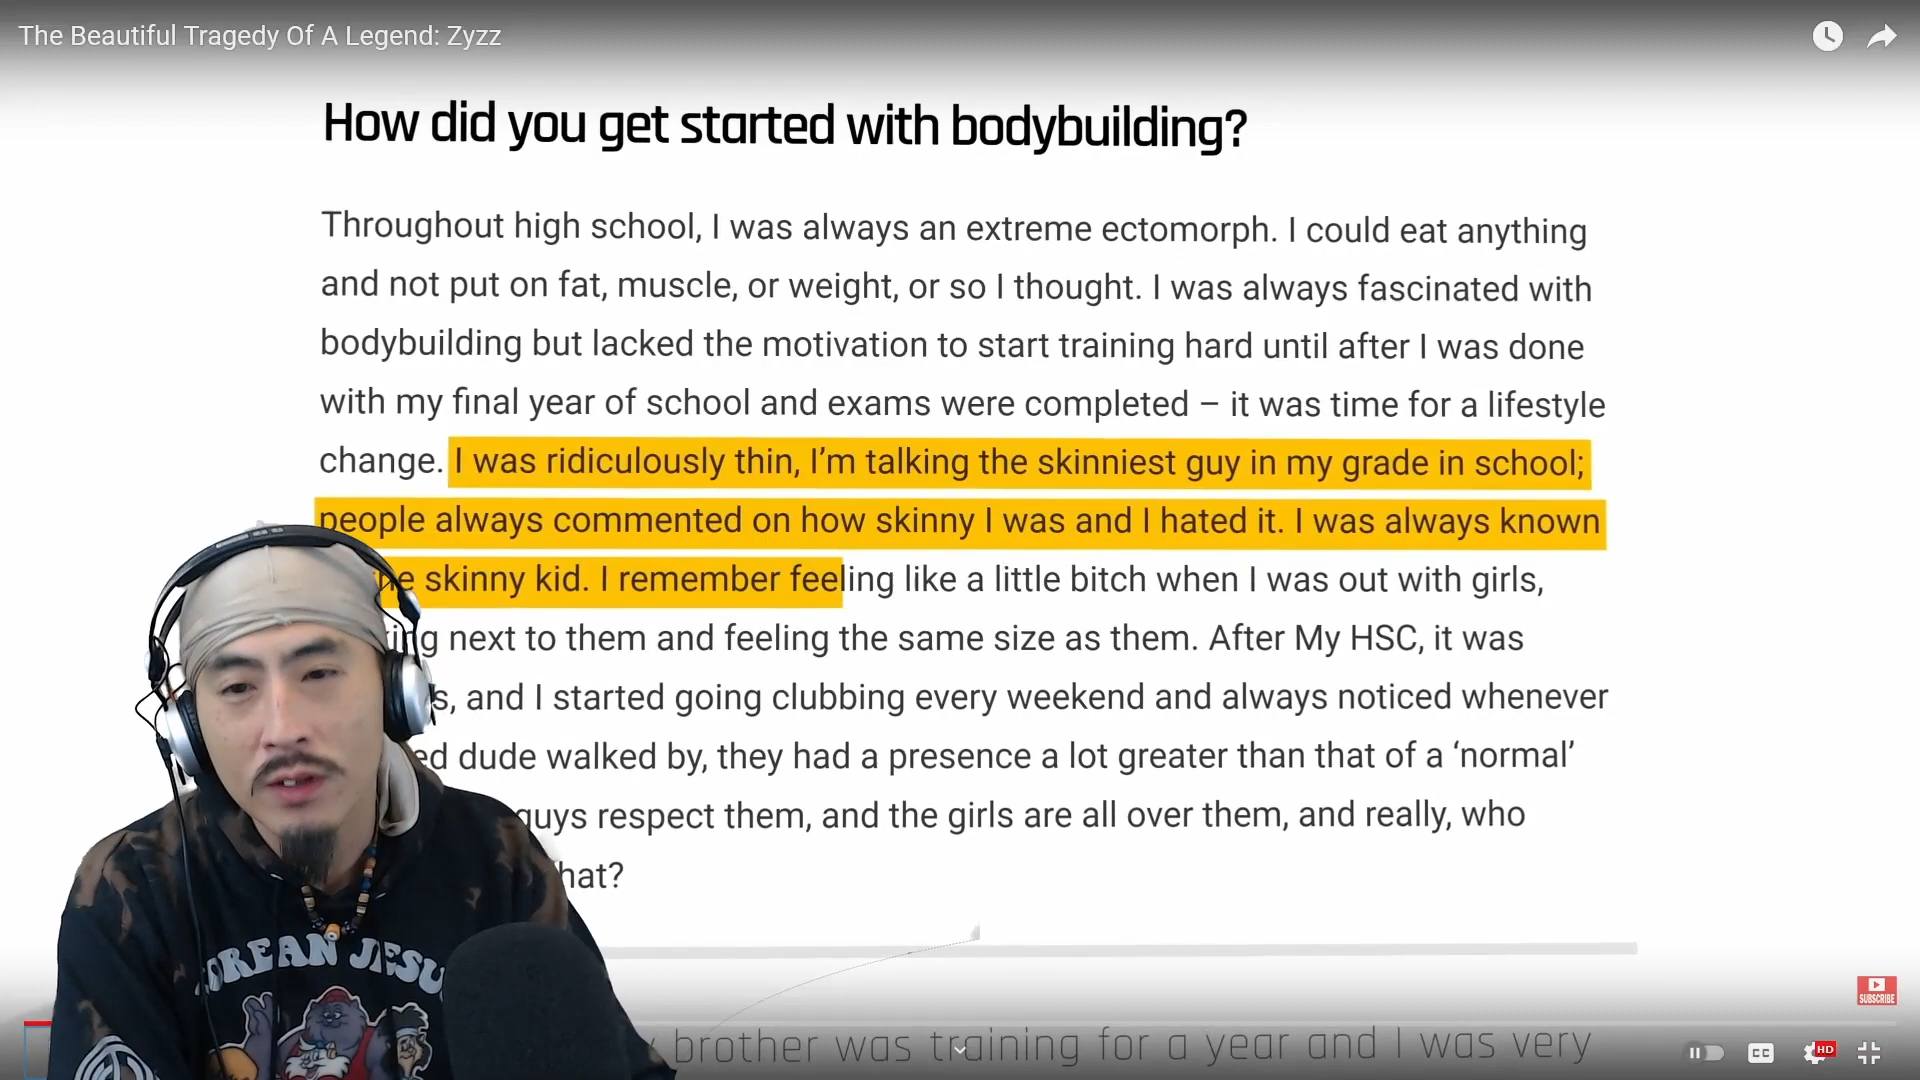 The Beautiful Tragedy Of A Legend: Zyzz
How did you get started with bodybuilding?
Throughout high school, I was always an extreme ectomorph. I could eat anything
and not put on fat, muscle, or weight, or so I thought. I was always fascinated with
bodybuilding but lacked the motivation to start training hard until after I was done
with my final year of school and exams were completed – it was time for a lifestyle
change. I was ridiculously thin, I’m talking the skinniest guy in my grade in school;
people always commented on how skinny I was and I hated it. I was always known
skinny kid. I remember feeling like a little bitch when I was out with girls,
next to them and feeling the same size as them. After My HSC, it was
and I started going clubbing every weekend and always noticed whenever
dude walked by, they had a presence a lot greater than that of a ‘normal’
guys respect them, and the girls are all over them, and really, who
hat?
KOREAN JESU
SUBSCRIBE
brother was training for a year and I was very
CC
HD